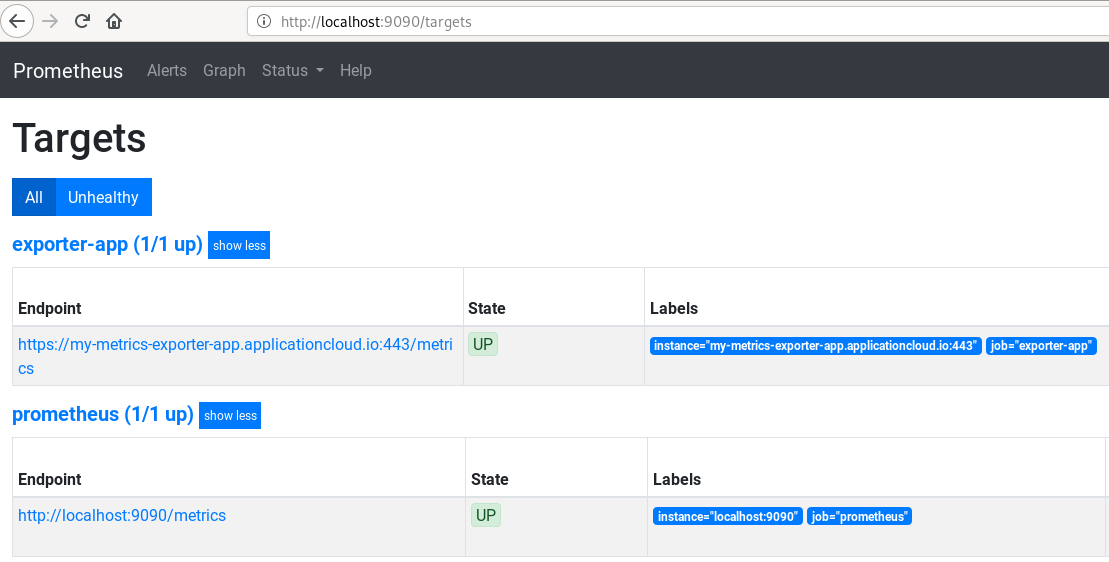 http://localhost:9090/targets
Prometheus Alerts Graph Status Help
Targets
All Unhealthy
exporter-app (1/1 up) show less
Endpoint State Labels
https://my-metrics-exporter-app.applicationcloud.io:443/metri UP instance="my-metrics-exporter-app.applicationcloud.io:443" job="exporter-app"
cs
prometheus (1/1 up) show less
Endpoint State Labels
http://localhost:9090/metrics UP instance="localhost:9090" job="prometheus"